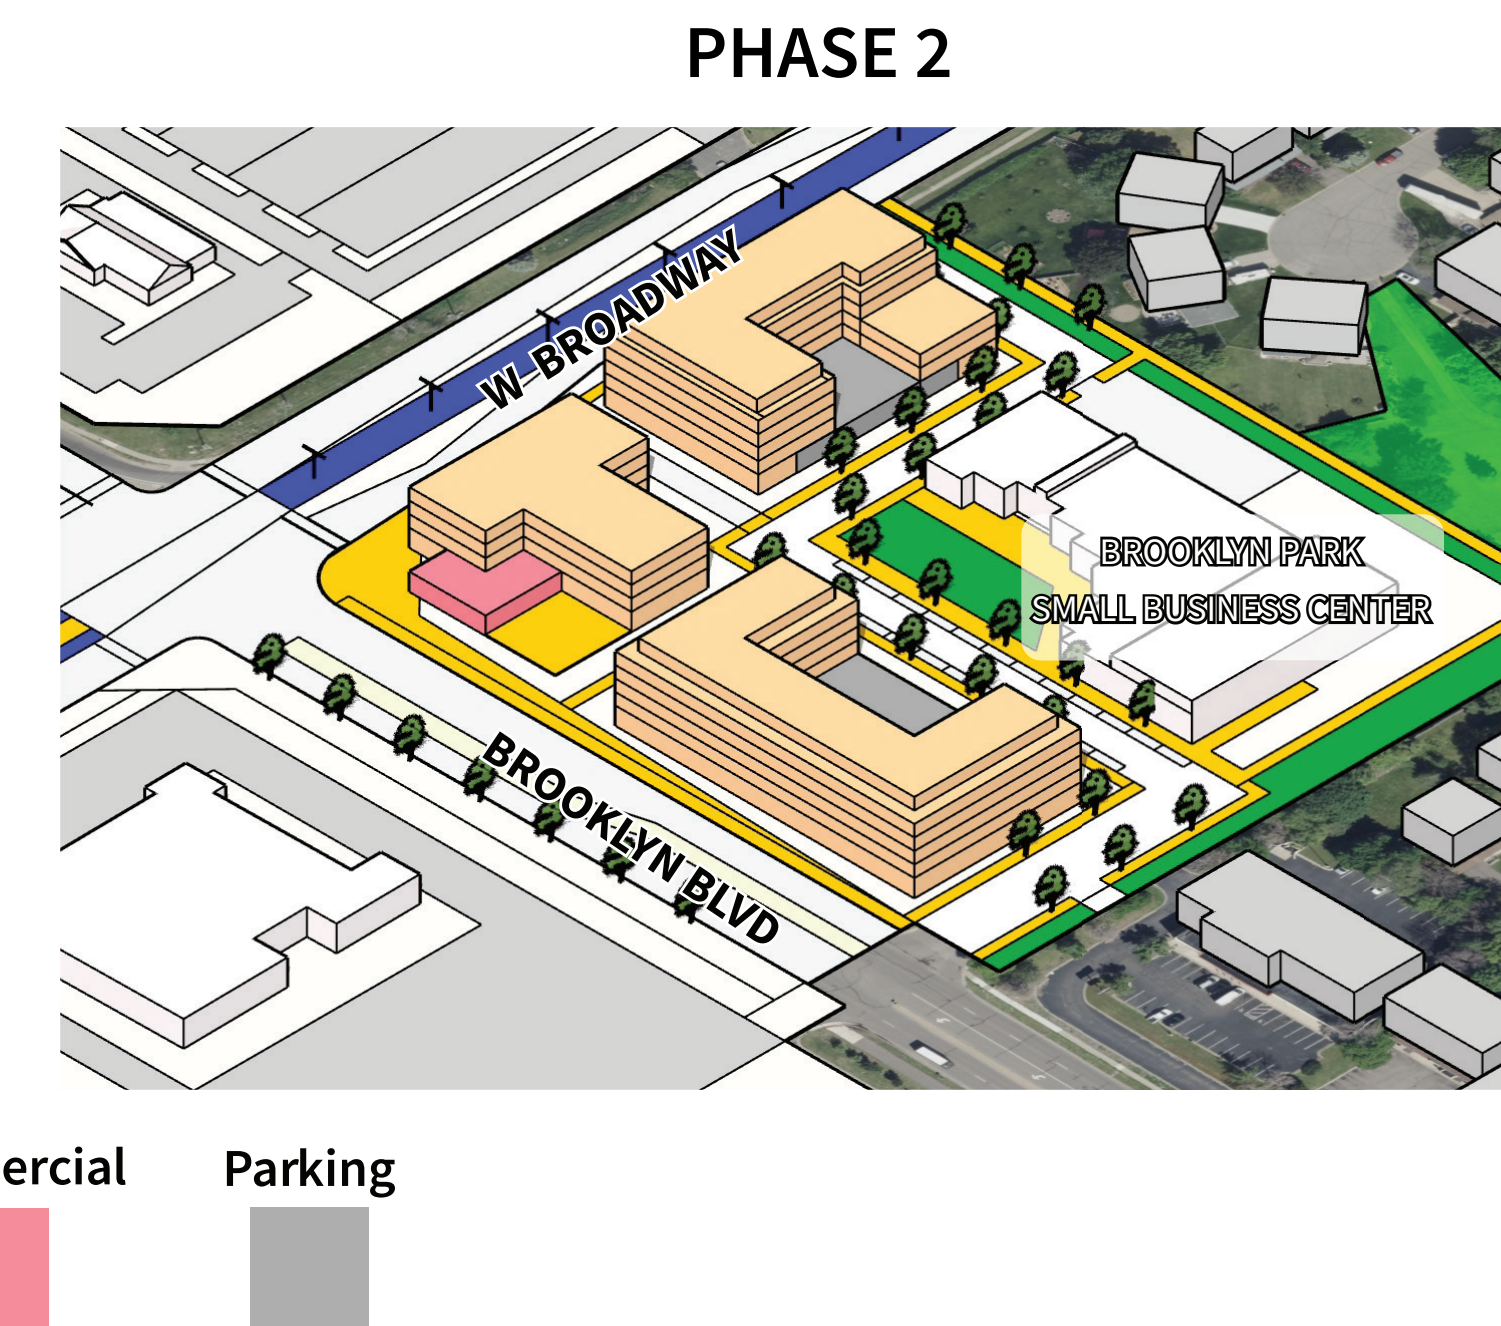 PHASE 2
W BROADWAY
BROOKLYN PARK
SMALL BUSINESS CENTER
BROOKLYN BLVD
ercial
Parking